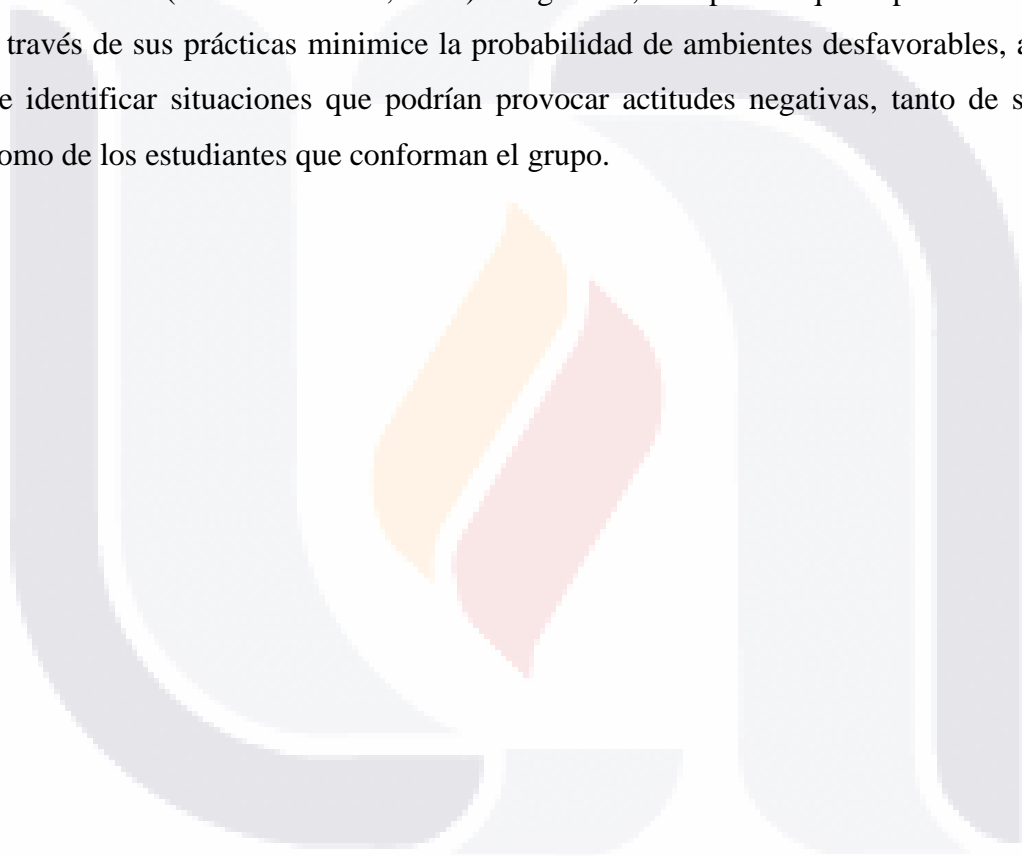 través de sus prácticas minimice la probabilidad de ambientes desfavorables,
identificar situaciones que podrían provocar actitudes negativas, tanto de
de los estudiantes que conforman el grupo.